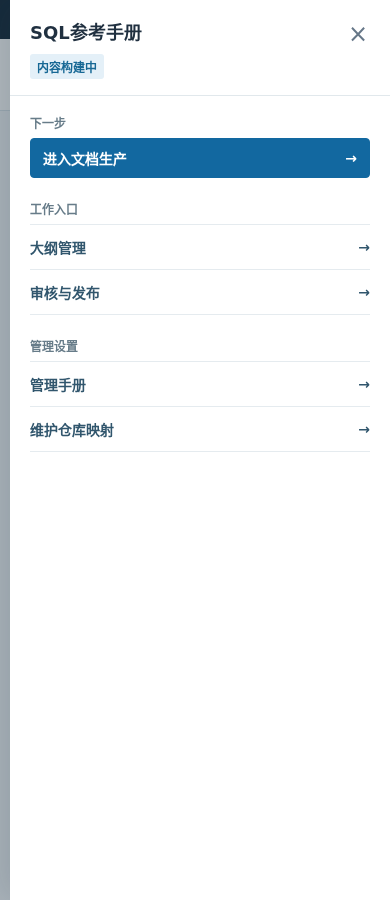 SQL参考手册
内容构建中
下一步
进入文档生产 →
工作入口
大纲管理 →
审核与发布 →
管理设置
管理手册 →
维护仓库映射 →